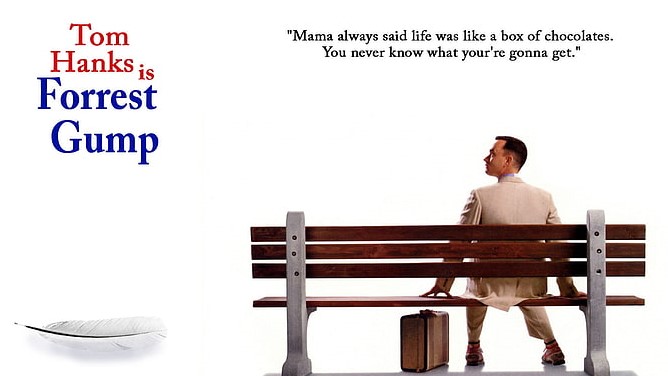 Tom
Hanks is
Forrest
Gump
"Mama always said life was like a box of chocolates.
You never know what your're gonna get."